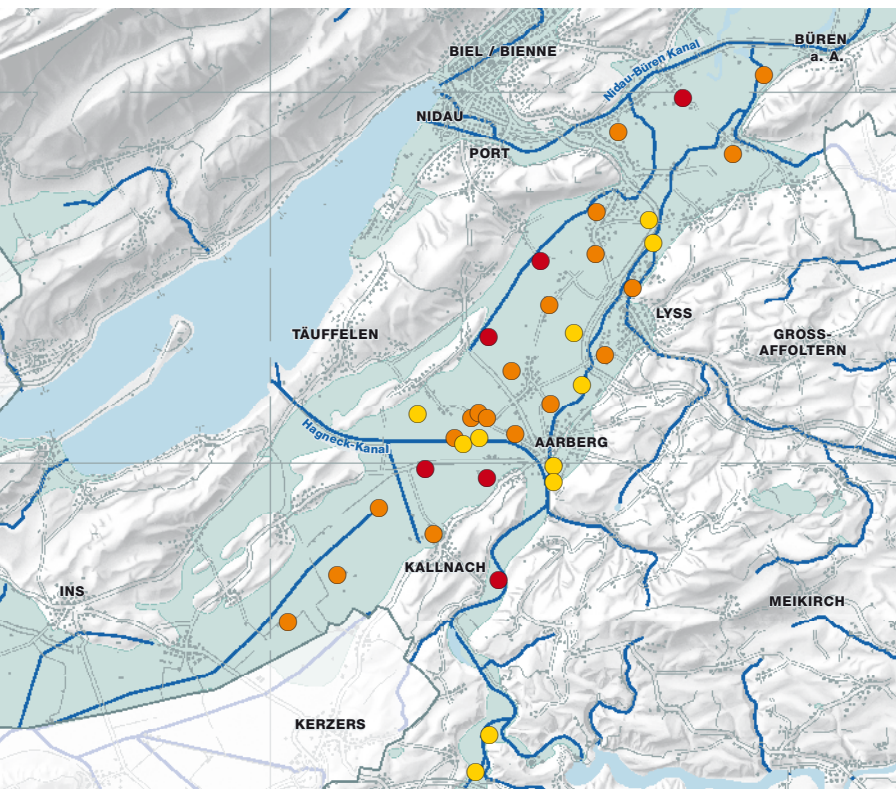 BÜREN
a. A.
BIEL / BIENNE
Nidau-Büren Kanal
NIDAU
PORT
LYSS
TÄUFFELEN
GROSS-
AFFOLTERN
Hagneck-Kanal
AARBERG
KALLNACH
INS
MEIKIRCH
KERZERS